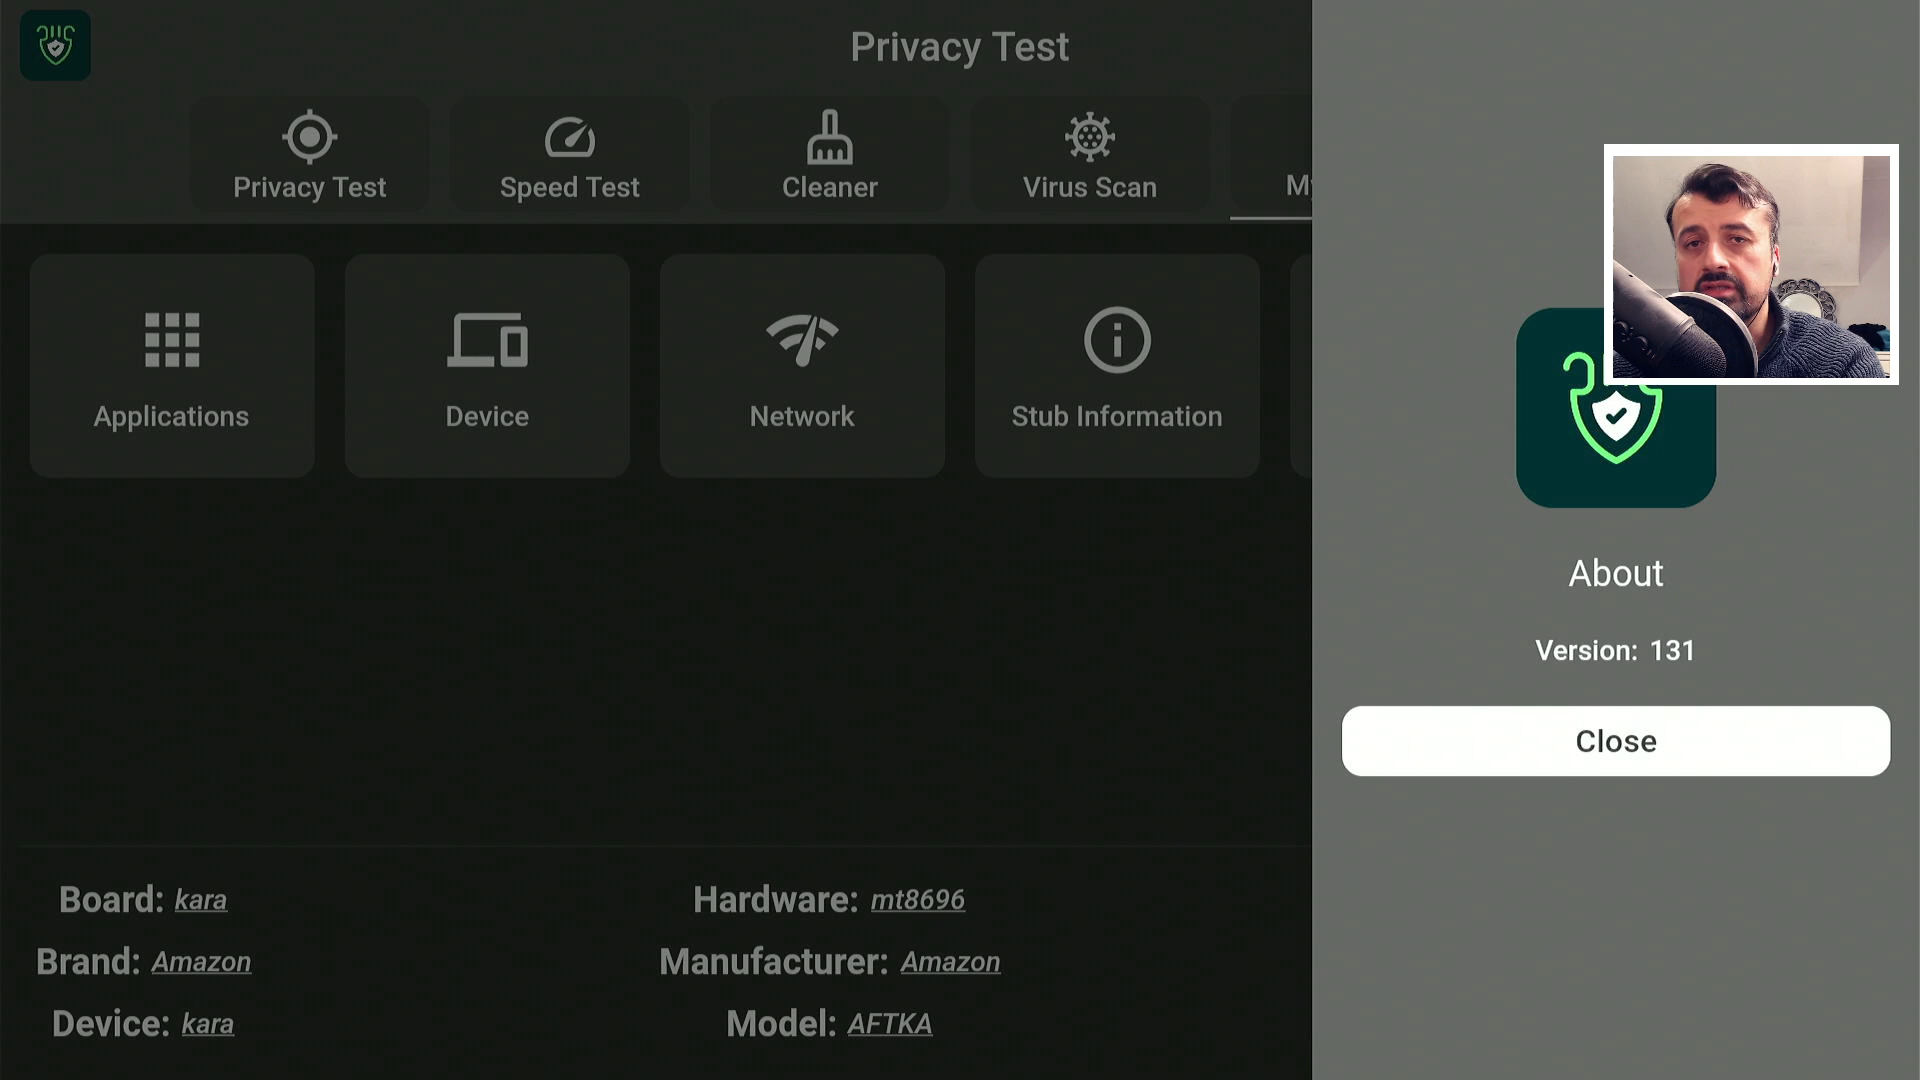 Privacy Test
Privacy Test
Speed Test
Cleaner
Virus Scan
Applications
Device
Network
Stub Information
About
Version: 131
Close
Board: kara
Hardware: mt8696
Brand: Amazon
Manufacturer: Amazon
Device: kara
Model: AFTKA